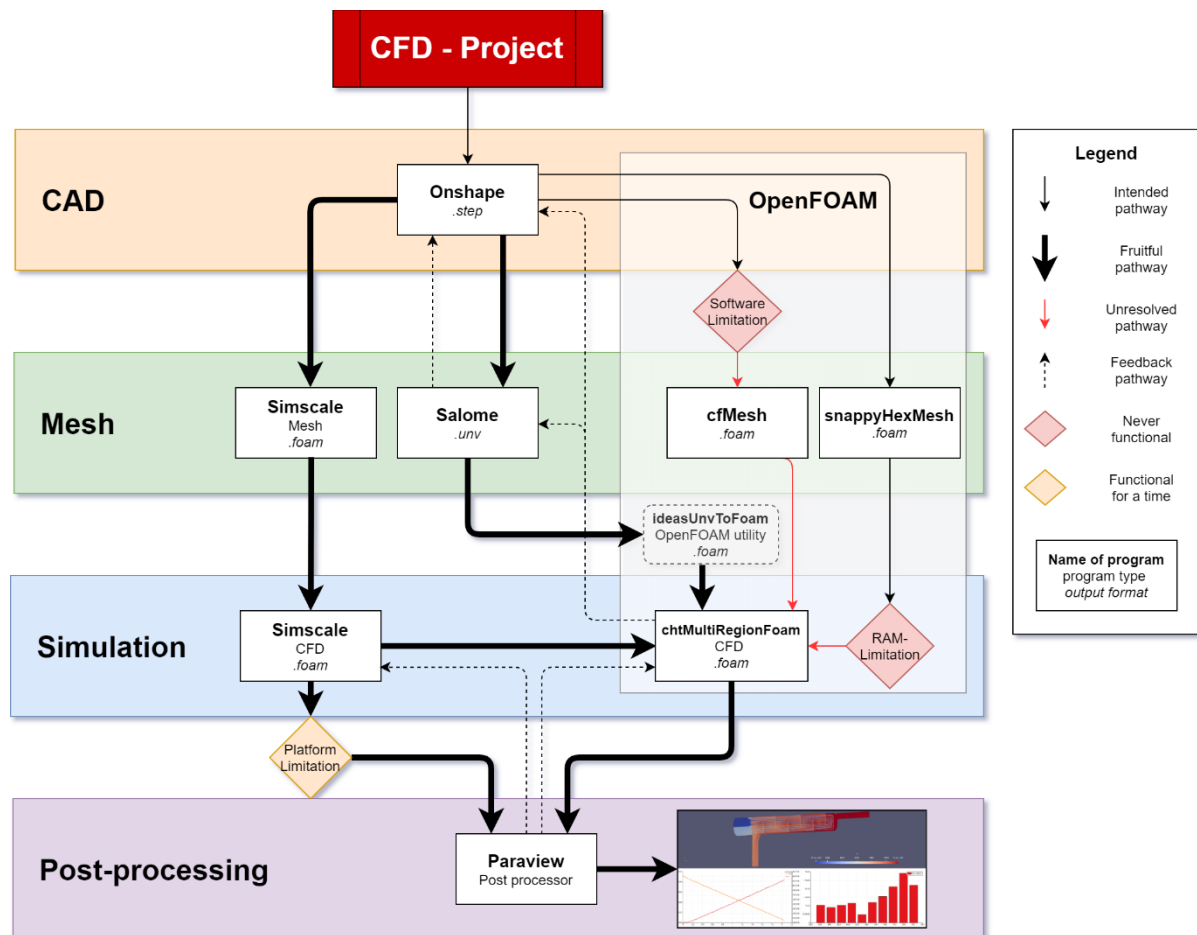 CFD - Project
CAD
Onshape
.step
OpenFOAM
Software
Limitation
Mesh
Simscale
Mesh
.foam
Salome
.unv
cfMesh
.foam
snappyHexMesh
.foam
ideasUnvToFoam
OpenFOAM utility
.foam
Simulation
Simscale
CFD
.foam
chtMultiRegionFoam
CFD
.foam
RAM-
Limitation
Platform
Limitation
Post-processing
Paraview
Post processor
Legend
Intended
pathway
Fruitful
pathway
Unresolved
pathway
Feedback
pathway
Never
functional
Functional
for a time
Name of program
program type
output format